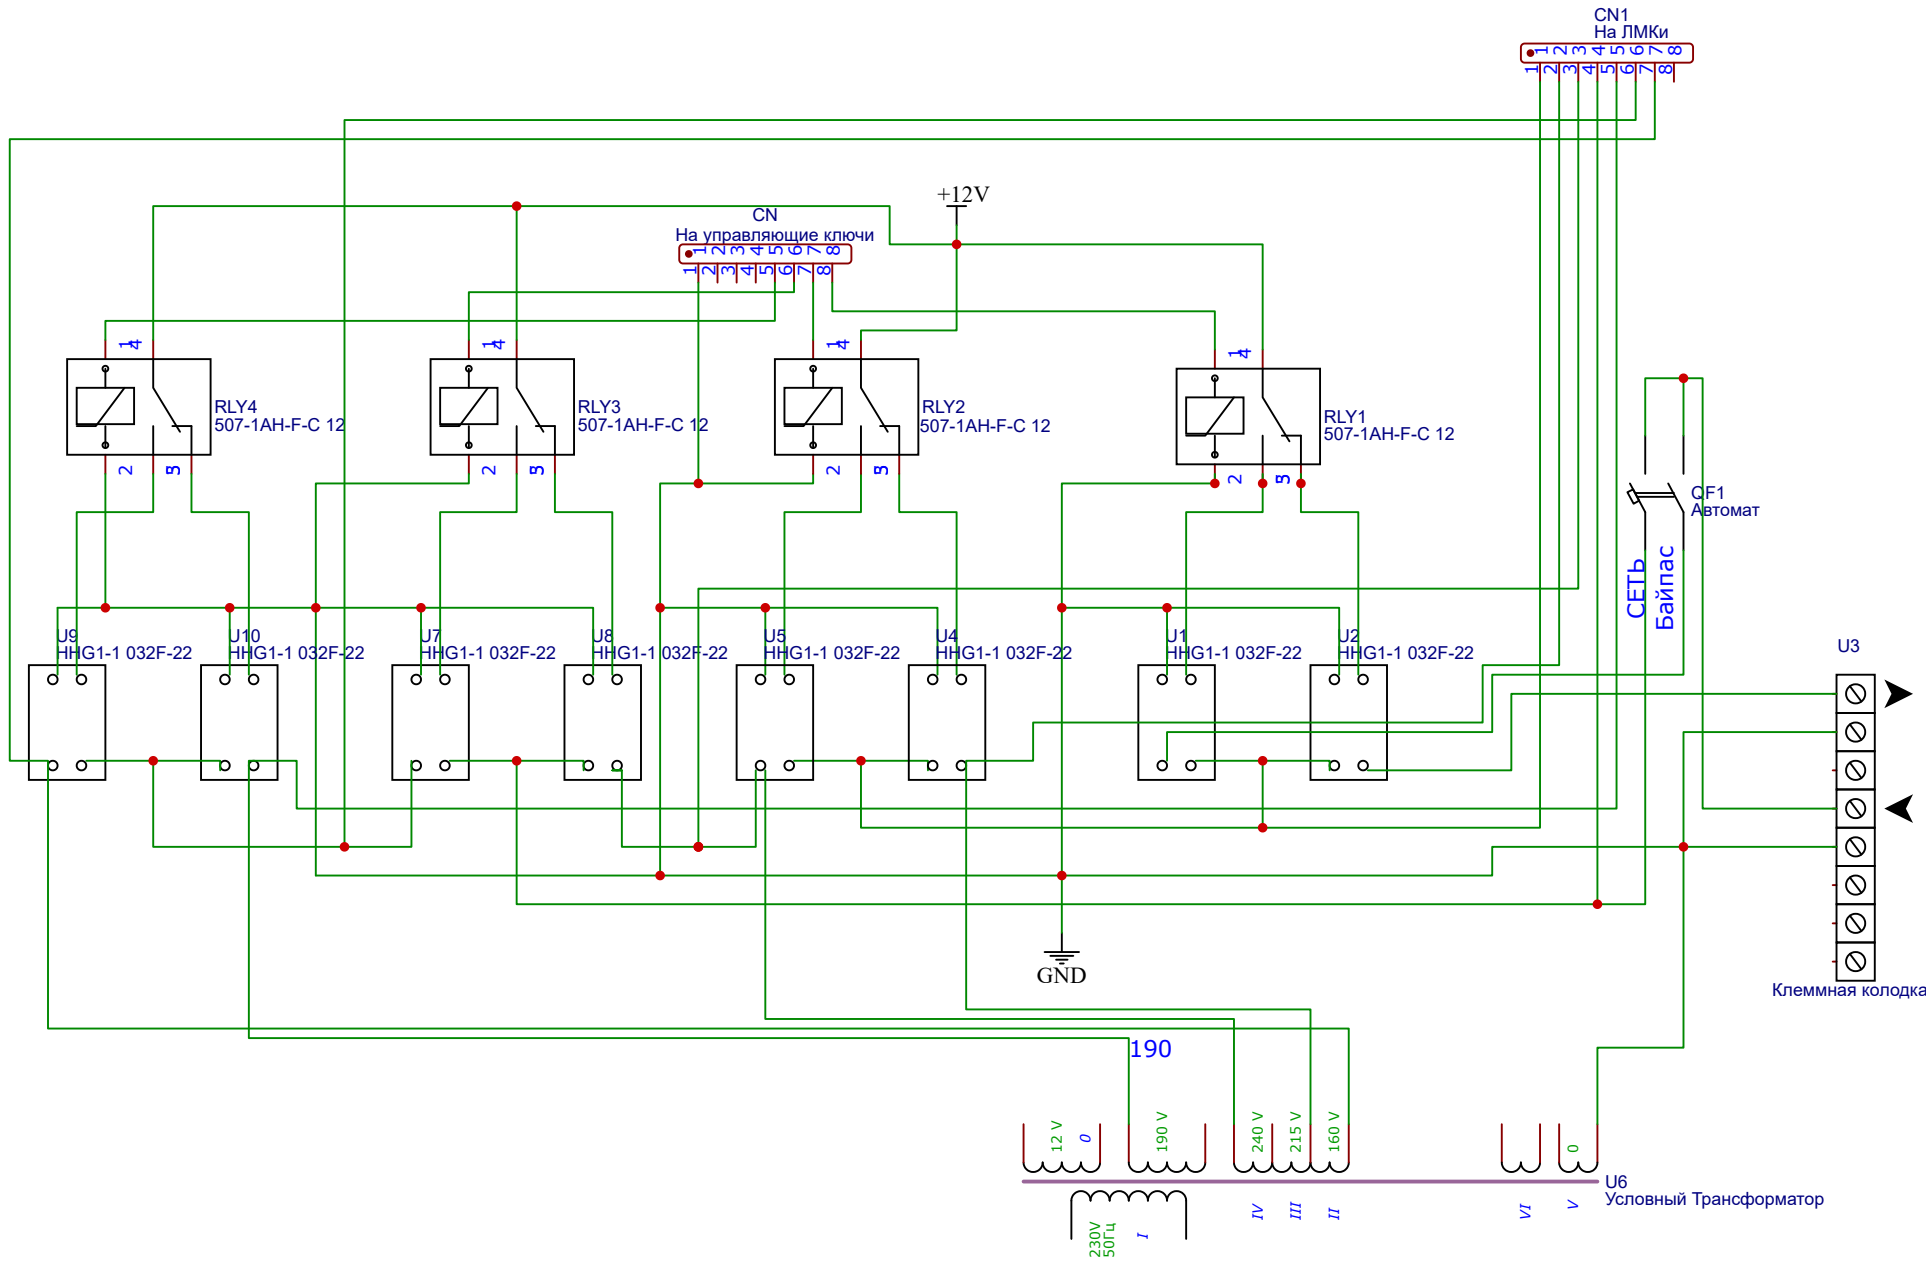 CN1
На ЛМКи
1 2 3 4 5 6 7 8
1 2 3 4 5 6 7 8
+12V
CN
На управляющие ключи
1 2 3 4 5 6 7 8
1 2 3 4 5 6 7 8
1 4
1 4
1 4
1 4
RLY4
507-1AH-F-C 12
RLY3
507-1AH-F-C 12
RLY2
507-1AH-F-C 12
RLY1
507-1AH-F-C 12
2
2
2
2
QF1
Автомат
СЕТЬ
Байпас
U9
HHG1-1 032F-22
U10
HHG1-1 032F-22
U7
HHG1-1 032F-22
U8
HHG1-1 032F-22
U5
HHG1-1 032F-22
U4
HHG1-1 032F-22
U1
HHG1-1 032F-22
U2
HHG1-1 032F-22
U3
GND
Клеммная колодка
190
12 V
0
190 V
240 V
215 V
160 V
0
U6
Условный Трансформатор
230V
50Гц
I
IV
III
II
VI
V